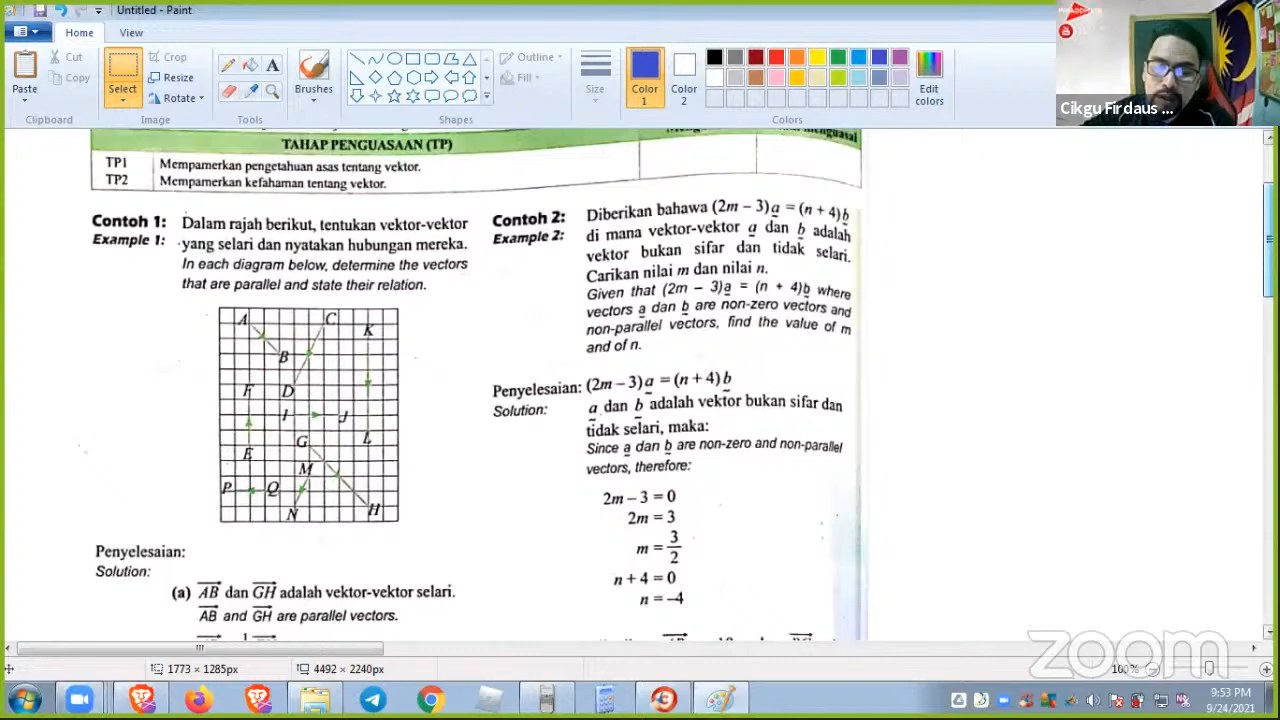 Untitled - Paint
Home View
Paste
Cut
Copy
Clipboard
Select
Crop
Resize
Rotate
Image
Tools
Brushes
Shapes
Outline
Fill
Size
Color 1
Color 2
Edit colors
Colors
Cikgu Firdaus ...
TAHAP PENGUASAAN (TP)
menguasai
TP1 Mempamerkan pengetahuan asas tentang vektor.
TP2 Mempamerkan kefahaman tentang vektor.
Contoh 1: Dalam rajah berikut, tentukan vektor-vektor
Example 1: yang selari dan nyatakan hubungan mereka.
In each diagram below, determine the vectors
that are parallel and state their relation.
A C K
B
F D
I J
G L
E M
P Q
N H
Penyelesaian:
Solution:
(a) AB dan GH adalah vektor-vektor selari.
AB and GH are parallel vectors.
Contoh 2: Diberikan bahawa (2m – 3)a = (n + 4)b
Example 2: di mana vektor-vektor a dan b adalah
vektor bukan sifar dan tidak selari.
Carikan nilai m dan nilai n.
Given that (2m – 3)a = (n + 4)b where
vectors a dan b are non-zero vectors and
non-parallel vectors, find the value of m
and of n.
Penyelesaian: (2m – 3)a = (n + 4)b
Solution: a dan b adalah vektor bukan sifar dan
tidak selari, maka:
Since a dan b are non-zero and non-parallel
vectors, therefore:
2m – 3 = 0
2m = 3
m = 3/2
n + 4 = 0
n = –4
zoom
1773 × 1285px
4492 × 2240px
100%
9:53 PM
9/24/2021